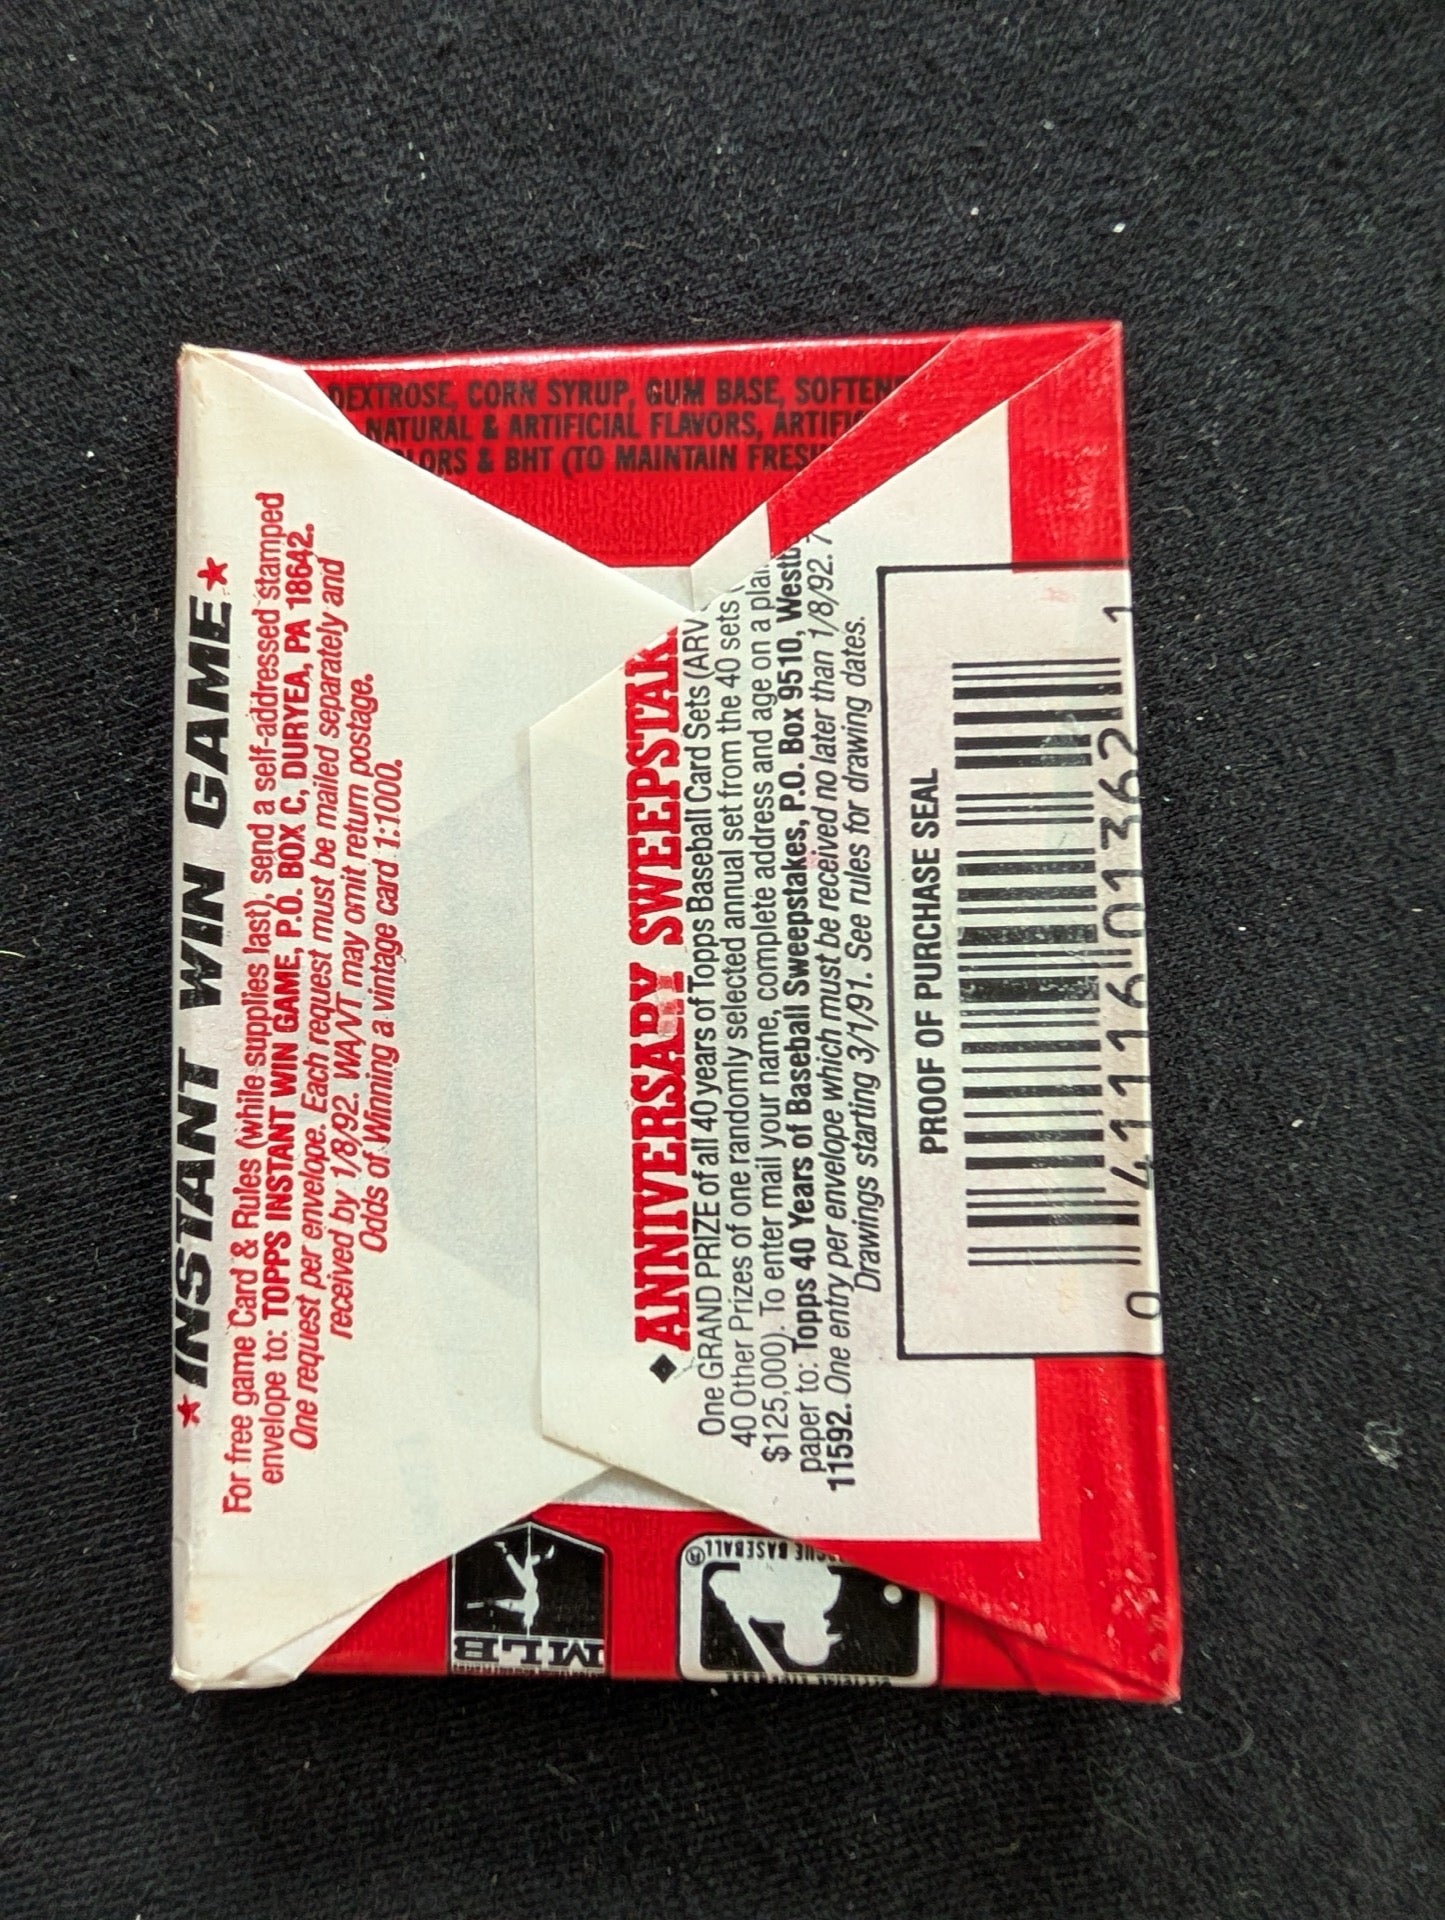 DEXTROSE, CORN SYRUP, GUM BASE,
NATURAL & ARTIFICIAL FLAVORS,
& BHT (TO MAINTAIN
★ INSTANT WIN GAME ★
For free game Card & Rules (while supplies last), send a self-addressed stamped
envelope to: TOPPS INSTANT WIN GAME, P.O. BOX C, DURYEA, PA 18642.
One request per envelope. Each request must be mailed separately and
received by 1/8/92. WA/VT may omit return postage.
Odds of Winning a vintage card 1:1000.
◆ ANNIVERSARY
One GRAND PRIZE of all 40 years of Topps Baseball Card Sets (ARV
40 Other Prizes of one randomly selected annual set from the 40 sets
$125,000). To enter mail your name, complete address and age on a
paper to: Topps 40 Years of Baseball Sweepstakes, P.O. Box 9510,
11592. One entry per envelope which must be received no later than 1/8/92.
Drawings starting 3/1/91. See rules for drawing dates.
PROOF OF PURCHASE SEAL
0 41116 01362 1
MLB
BASEBALL